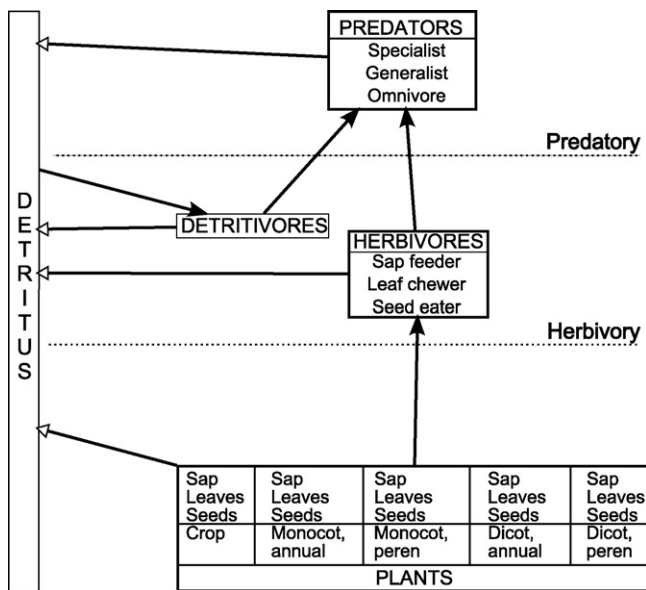 PREDATORS
Specialist
Generalist
Omnivore
Predatory
DETRITUS
DETRITIVORES
HERBIVORES
Sap feeder
Leaf chewer
Seed eater
Herbivory
Sap Sap Sap Sap Sap
Leaves Leaves Leaves Leaves Leaves
Seeds Seeds Seeds Seeds Seeds
Crop Monocot, Monocot, Dicot, Dicot,
annual peren annual peren
PLANTS